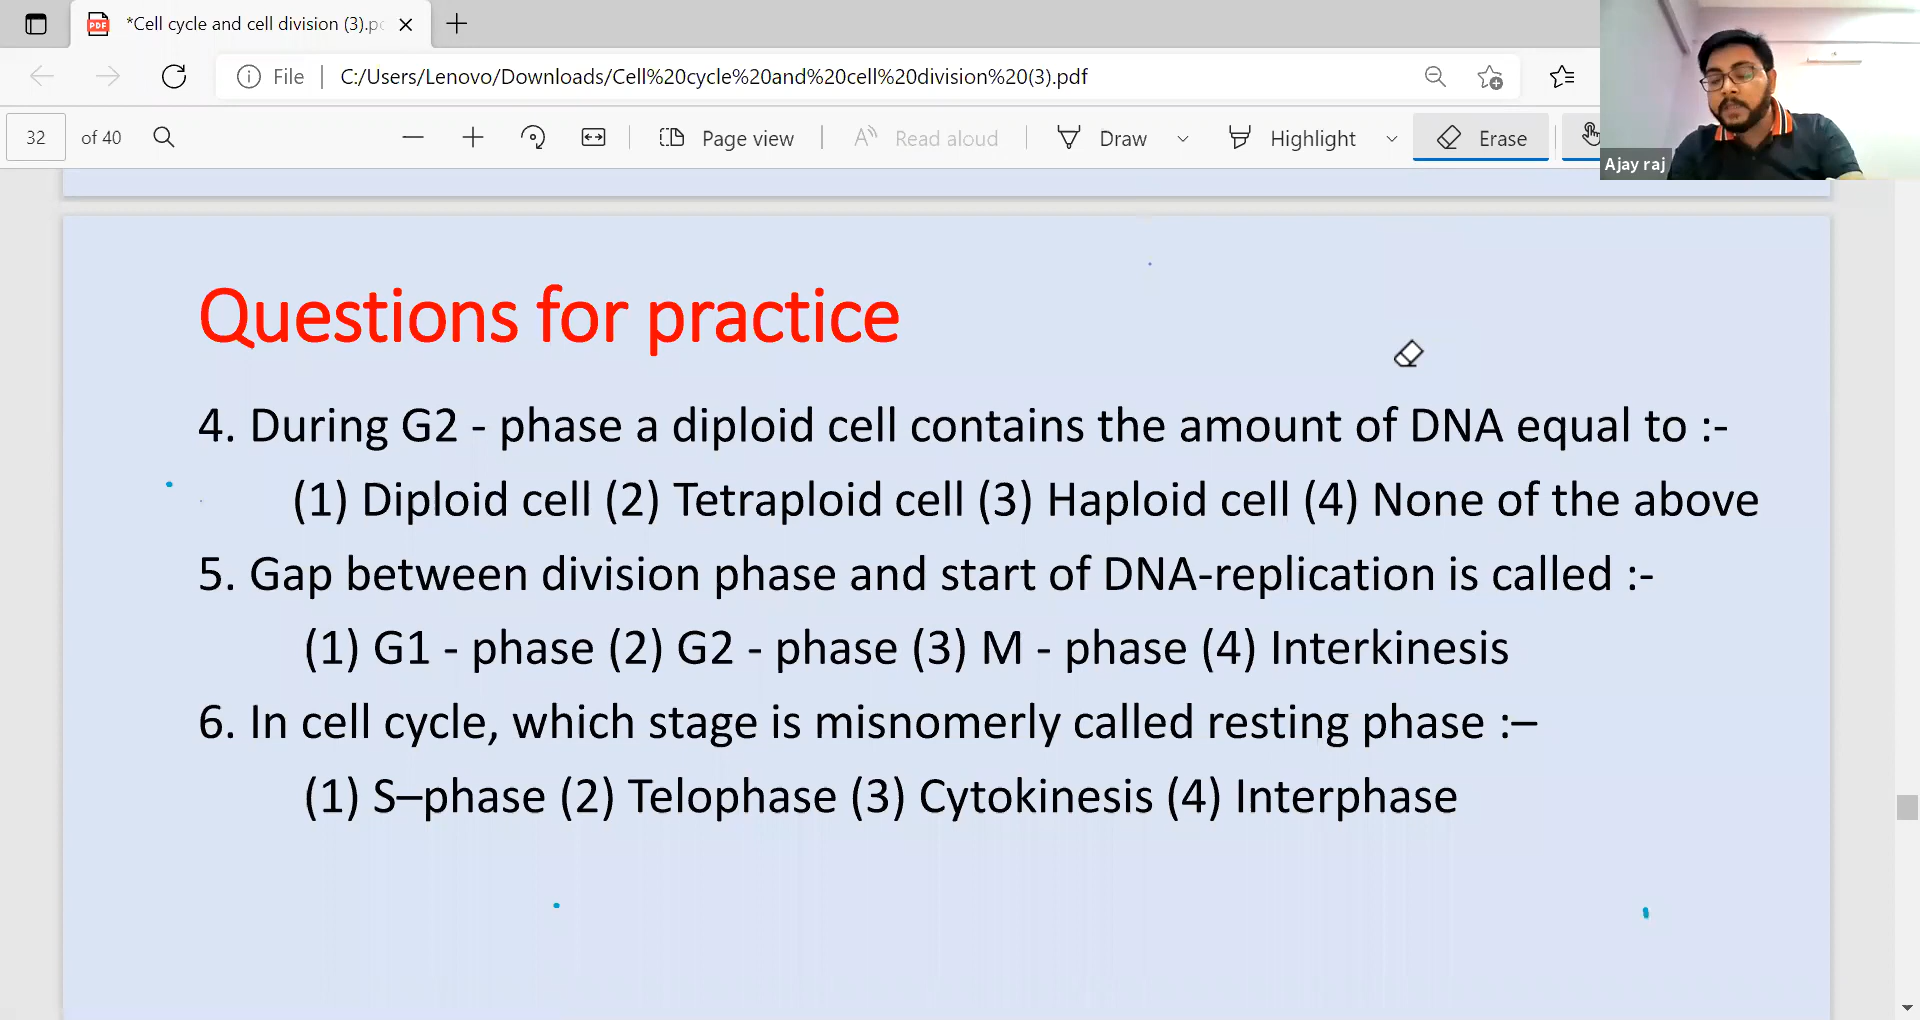 *Cell cycle and cell division (3).p
File
C:/Users/Lenovo/Downloads/Cell%20cycle%20and%20cell%20division%20(3).pdf
32 of 40
Page view
Read aloud
Draw
Highlight
Erase
PDF
Ajay raj
Questions for practice
4. During G2 - phase a diploid cell contains the amount of DNA equal to :-
(1) Diploid cell (2) Tetraploid cell (3) Haploid cell (4) None of the above
5. Gap between division phase and start of DNA-replication is called :-
(1) G1 - phase (2) G2 - phase (3) M - phase (4) Interkinesis
6. In cell cycle, which stage is misnomerly called resting phase :–
(1) S–phase (2) Telophase (3) Cytokinesis (4) Interphase